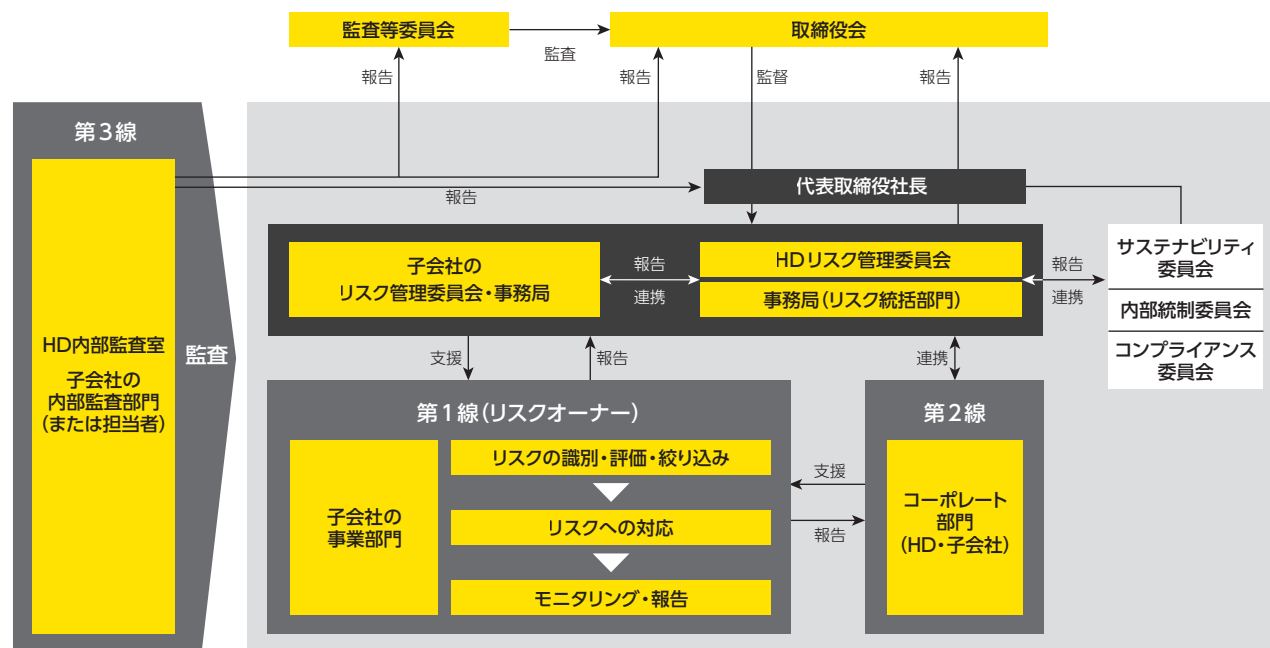 監査等委員会
監査
取締役会
報告
報告
監督
報告
第3線
HD内部監査室
子会社の
内部監査部門
(または担当者)
監査
報告
代表取締役社長
子会社の
リスク管理委員会・事務局
報告
連携
HDリスク管理委員会
事務局(リスク統括部門)
報告
連携
サステナビリティ
委員会
内部統制委員会
コンプライアンス
委員会
支援
報告
連携
第1線(リスクオーナー)
子会社の
事業部門
リスクの識別・評価・絞り込み
リスクへの対応
モニタリング・報告
支援
報告
第2線
コーポレート
部門
(HD・子会社)